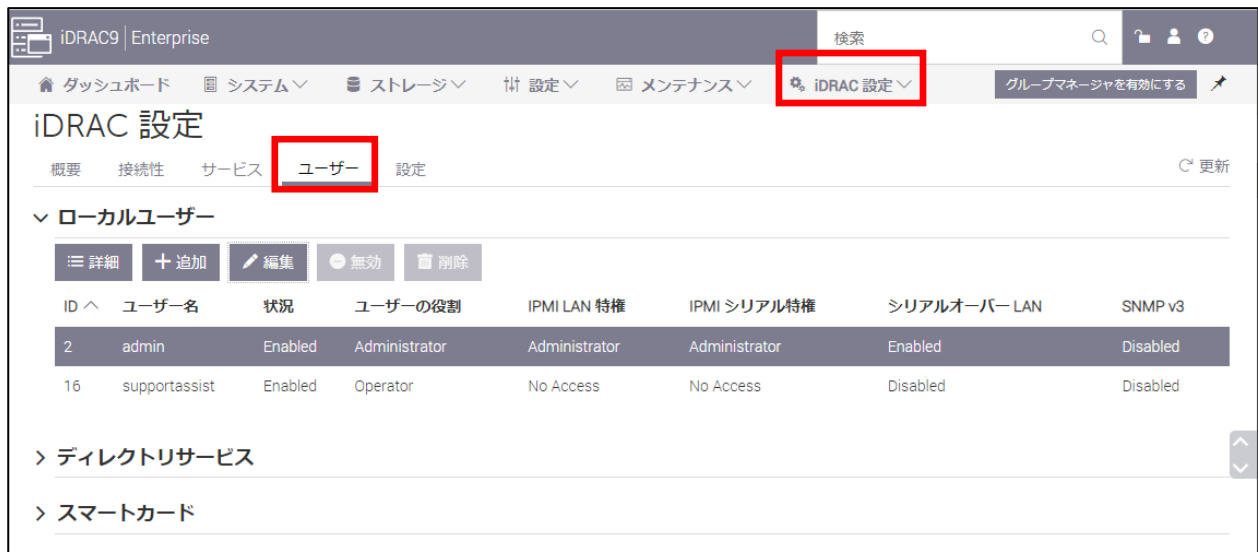 iDRAC9 | Enterprise 検索
ダッシュボード システム ストレージ 設定 メンテナンス iDRAC 設定 グループマネージャを有効にする
iDRAC 設定
概要 接続性 サービス ユーザー 設定 更新
ローカルユーザー
詳細 追加 編集 無効 削除
ID ユーザー名 状況 ユーザーの役割 IPMI LAN 特権 IPMI シリアル特権 シリアルオーバー LAN SNMP v3
2 admin Enabled Administrator Administrator Administrator Enabled Disabled
16 supportassist Enabled Operator No Access No Access Disabled Disabled
ディレクトリサービス
スマートカード